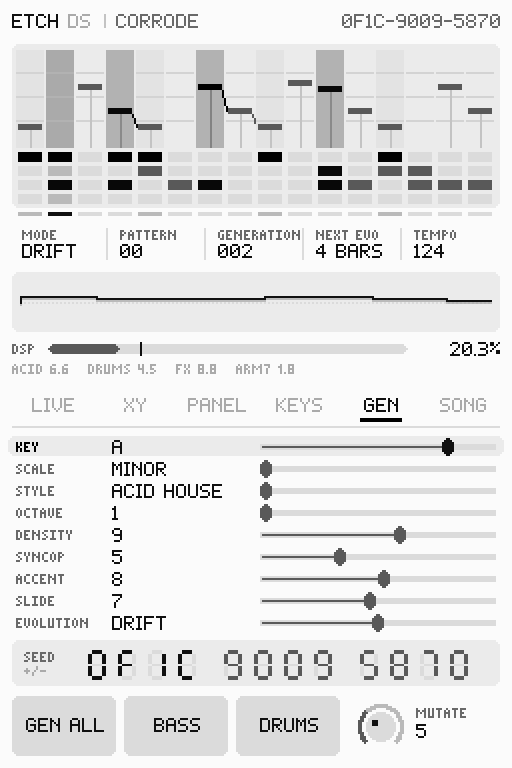 ETCH DS | CORRODE 0F1C-9009-5870
MODE PATTERN GENERATION NEXT EVO TEMPO
DRIFT 00 002 4 BARS 124
DSP 20.3%
ACID 6.6 DRUMS 4.5 FX 8.8 ARM7 1.8
LIVE XY PANEL KEYS GEN SONG
KEY A
SCALE MINOR
STYLE ACID HOUSE
OCTAVE 1
DENSITY 9
SYNCOP 5
ACCENT 8
SLIDE 7
EVOLUTION DRIFT
SEED 0F1C 9009 5870
+/-
GEN ALL BASS DRUMS MUTATE
5